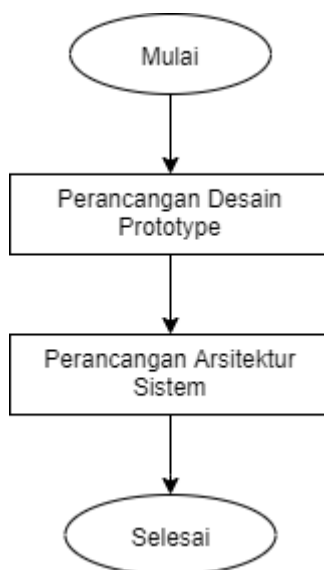 Mulai
Perancangan Desain
Prototype
Perancangan Arsitektur
Sistem
Selesai